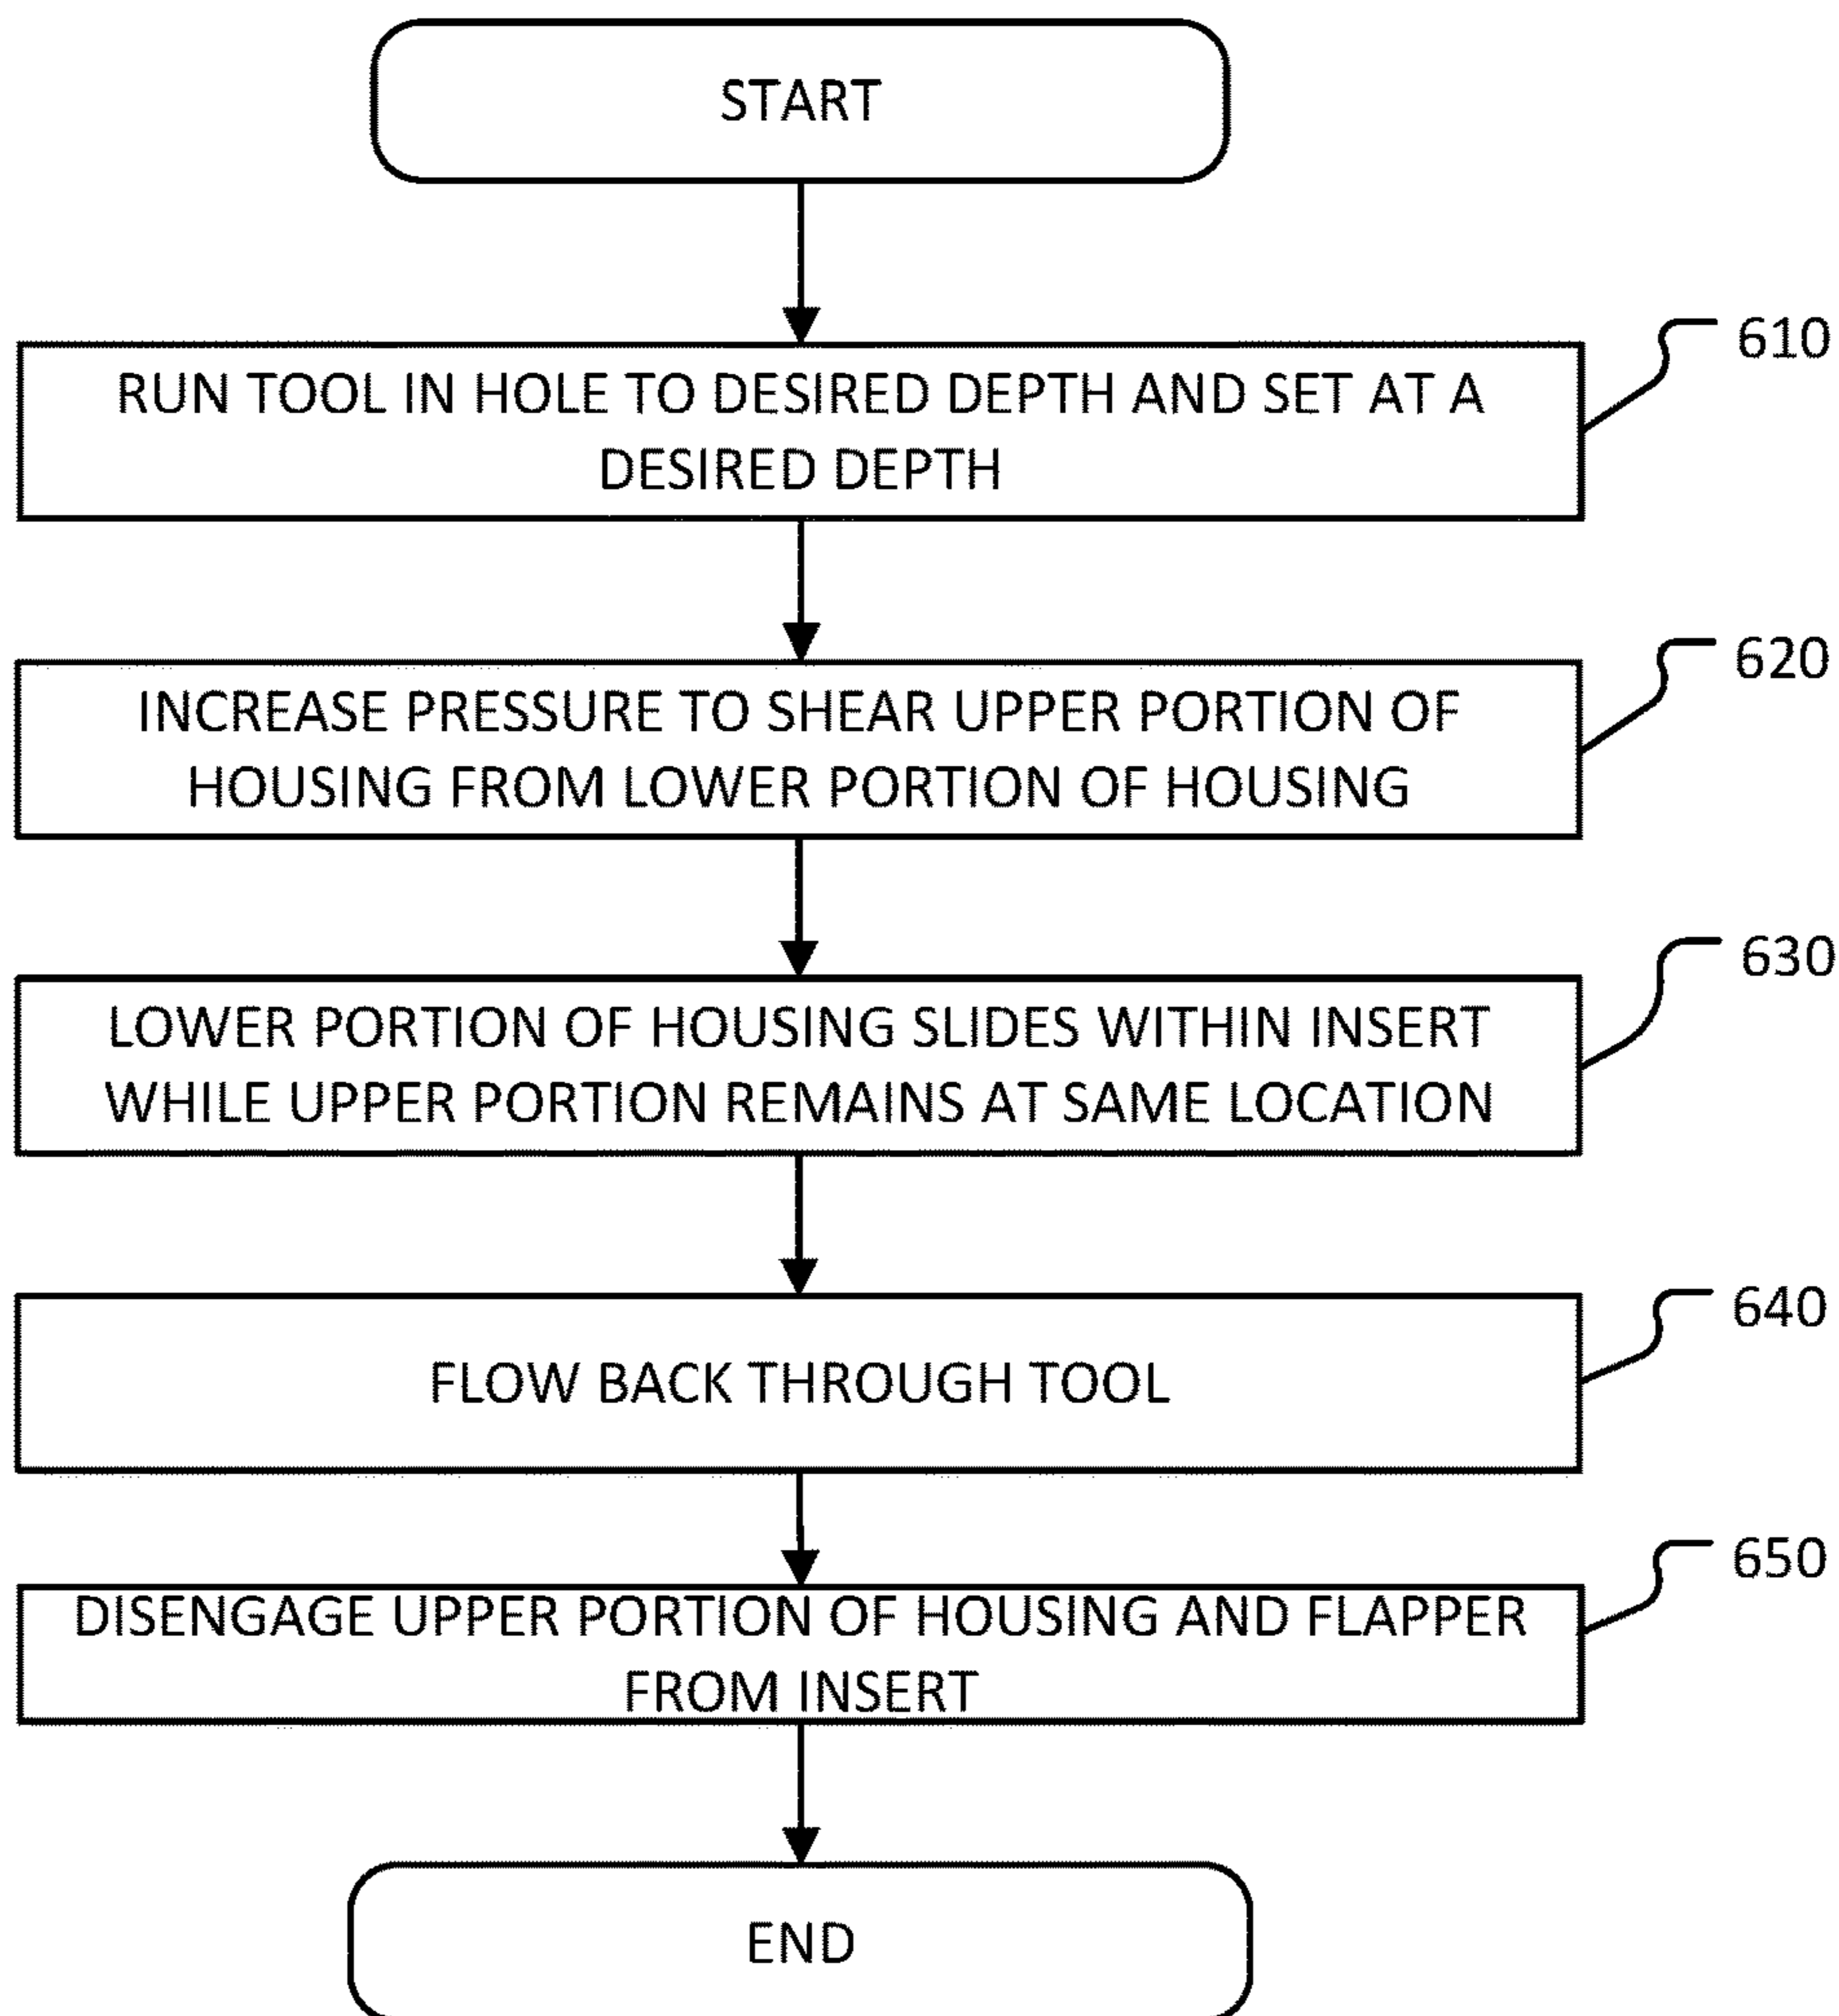 START
RUN TOOL IN HOLE TO DESIRED DEPTH AND SET AT A
DESIRED DEPTH
610
INCREASE PRESSURE TO SHEAR UPPER PORTION OF
HOUSING FROM LOWER PORTION OF HOUSING
620
LOWER PORTION OF HOUSING SLIDES WITHIN INSERT
WHILE UPPER PORTION REMAINS AT SAME LOCATION
630
FLOW BACK THROUGH TOOL
640
DISENGAGE UPPER PORTION OF HOUSING AND FLAPPER
FROM INSERT
650
END